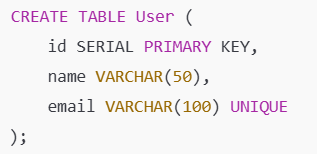 CREATE TABLE User (
    id SERIAL PRIMARY KEY,
    name VARCHAR(50),
    email VARCHAR(100) UNIQUE
);